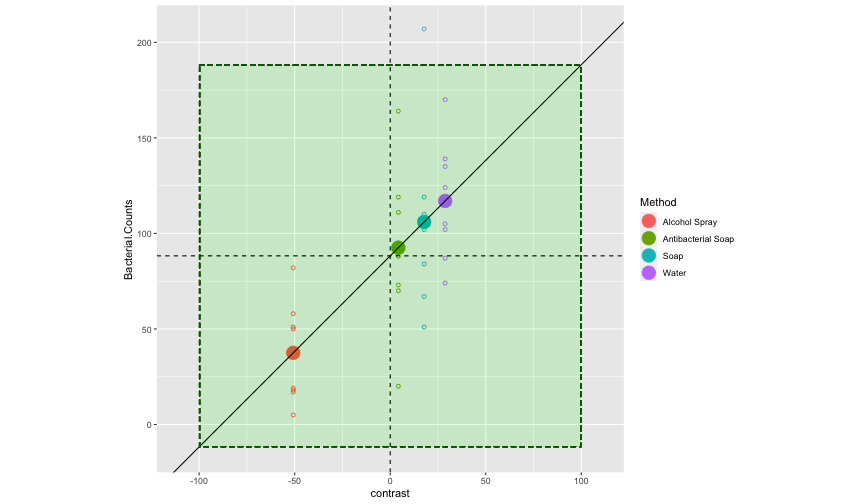 200
150
100
50
0
-100
-50
0
50
100
contrast
Bacterial.Counts
Method
Alcohol Spray
Antibacterial Soap
Soap
Water